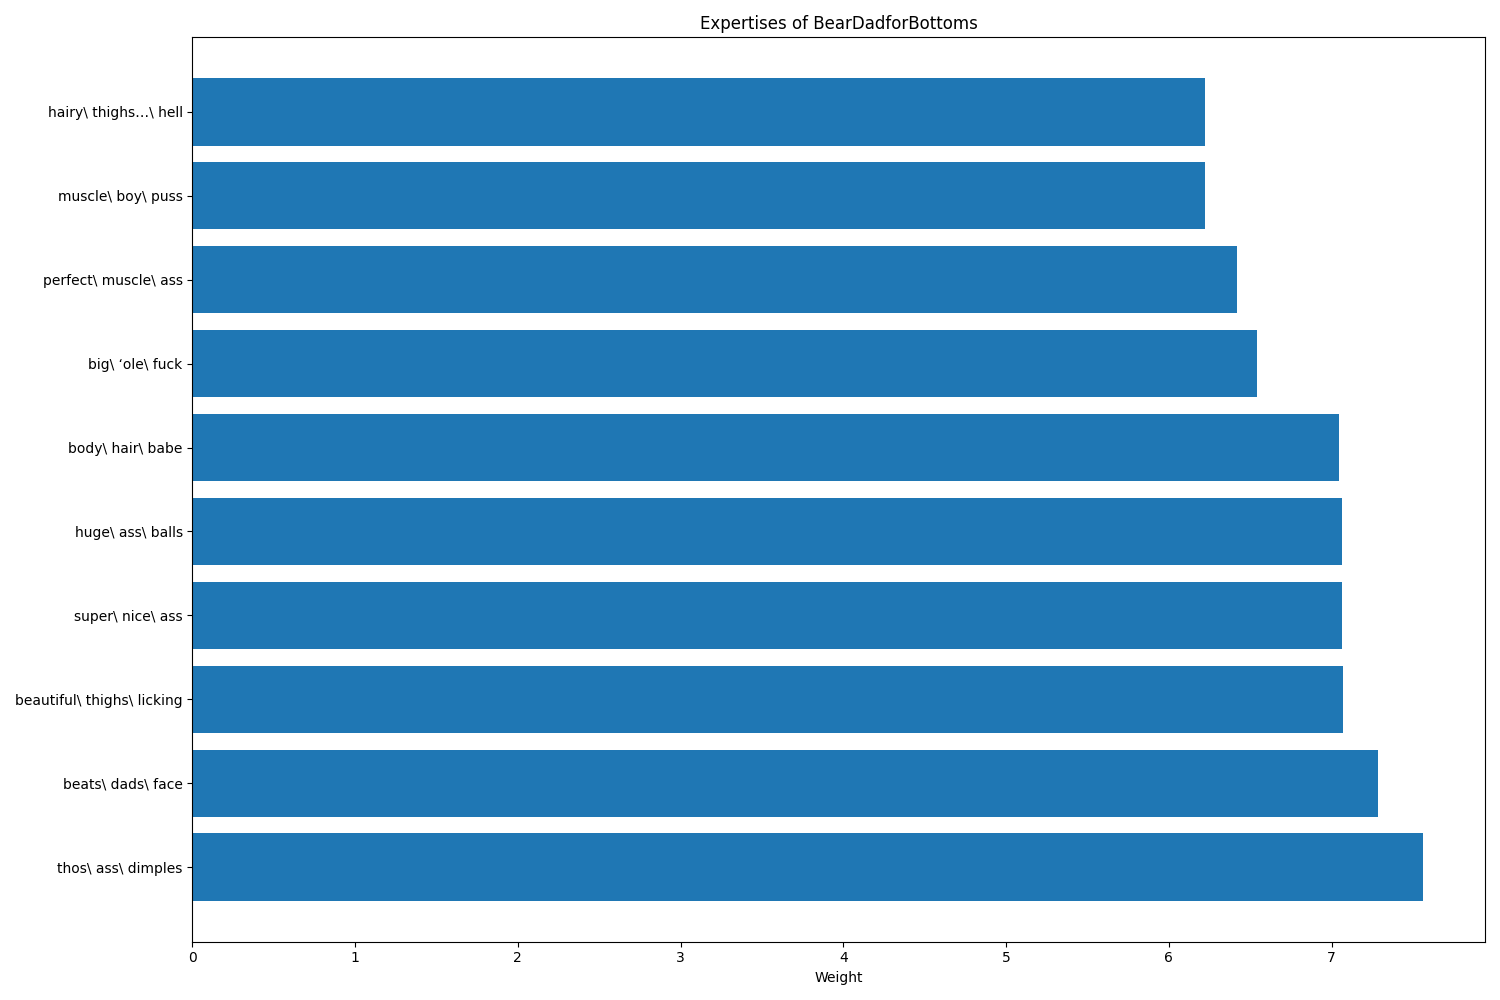 Expertises of BearDadforBottoms
hairy\ thighs...\ hell
muscle\ boy\ puss
perfect\ muscle\ ass
big\ ‘ole\ fuck
body\ hair\ babe
huge\ ass\ balls
super\ nice\ ass
beautiful\ thighs\ licking
beats\ dads\ face
thos\ ass\ dimples
0 1 2 3 4 5 6 7
Weight